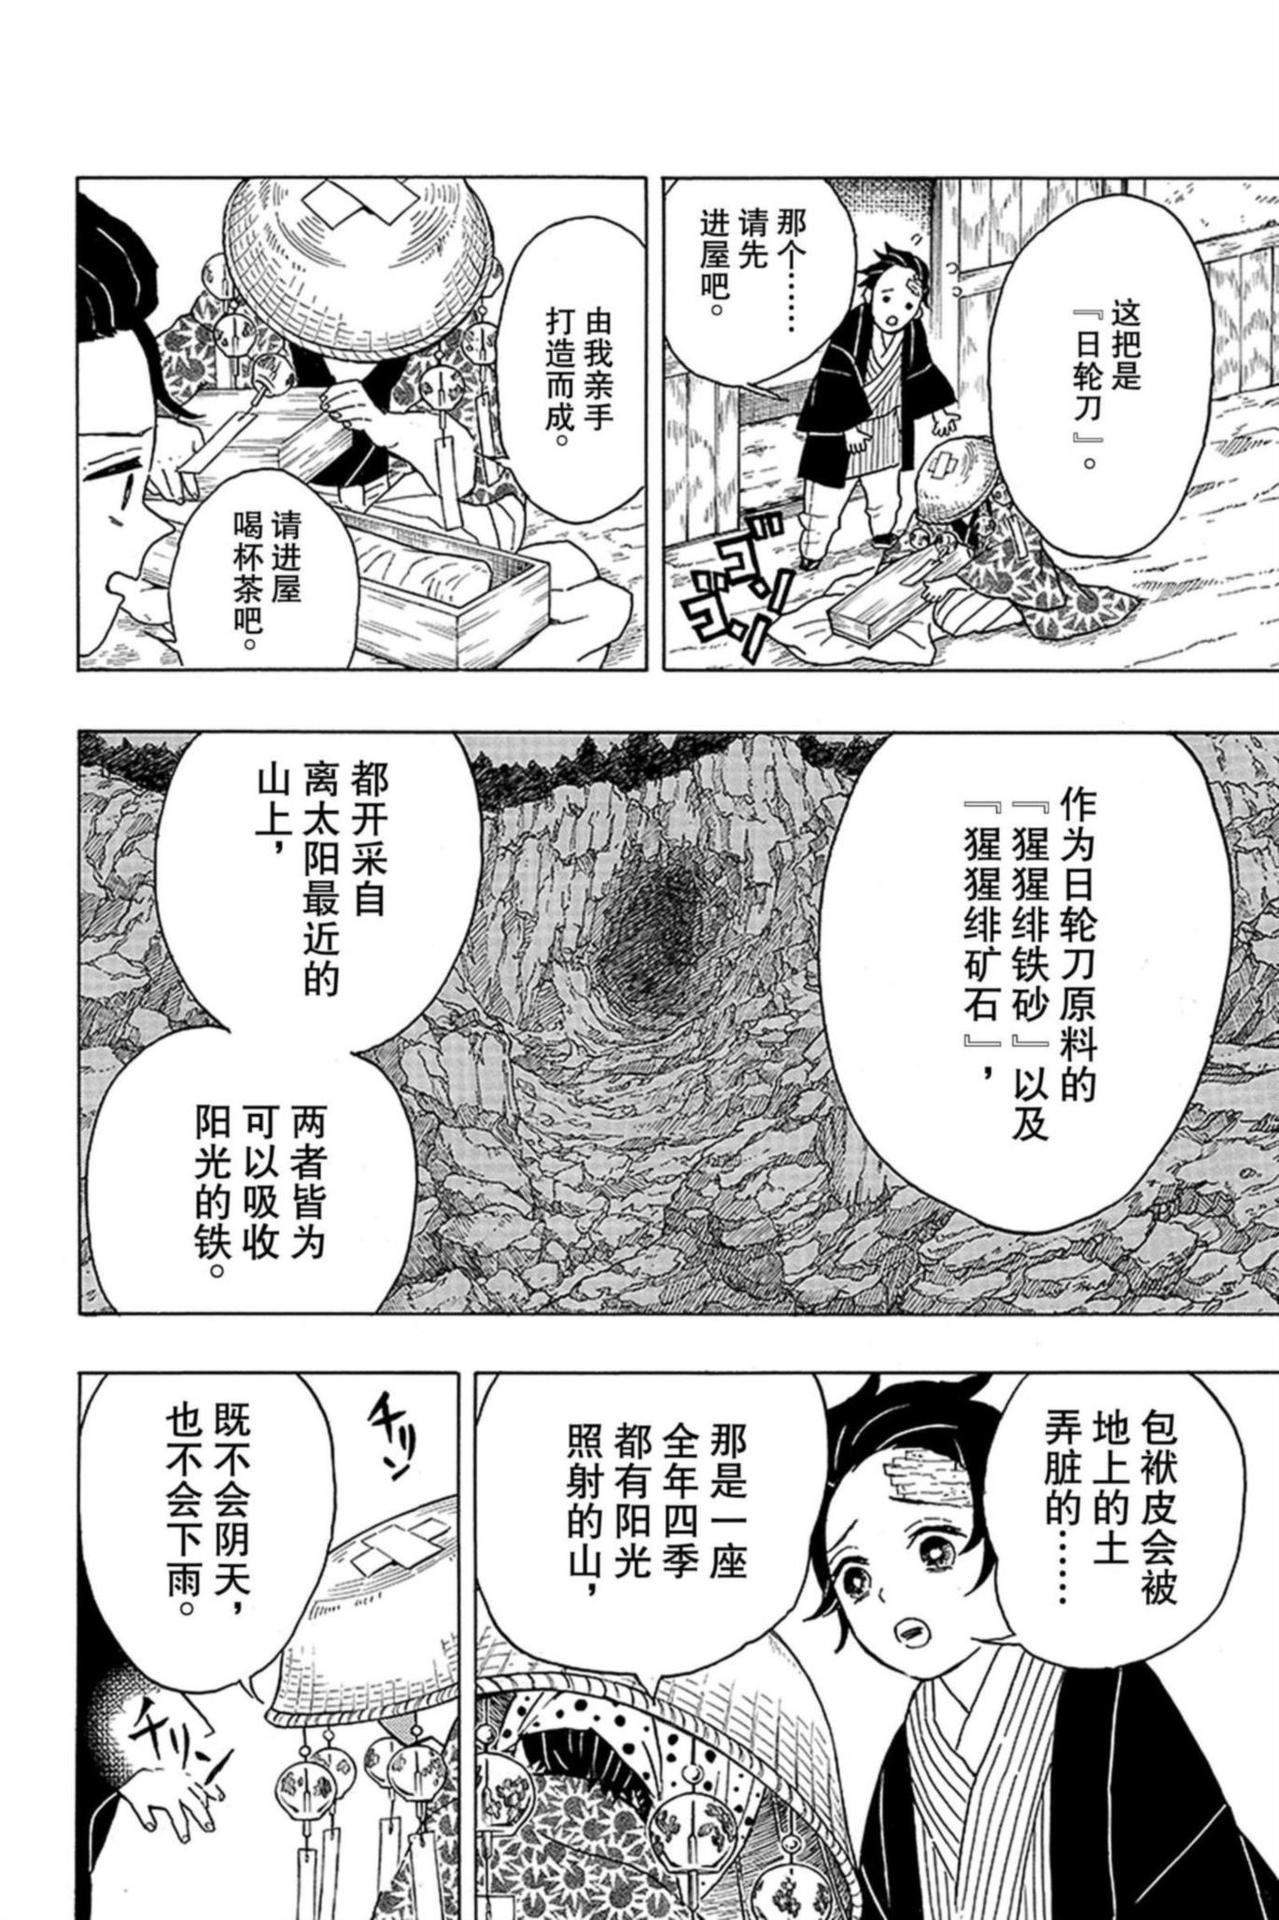 这把是
『日轮刀』。
那个……
请先
进屋吧。
ゴソ
ゴソ
由我亲手
打造而成。
请进屋
喝杯茶吧。
作为日轮刀原料的
『猩猩绯铁砂』以及
『猩猩绯矿石』，
都开采自
离太阳最近的
山上，
两者皆为
可以吸收
阳光的铁。
包袱皮会被
地上的土
弄脏的……
那是一座
全年四季
都有阳光
照射的山，
チリン
既不会阴天，
也不会下雨。
チリン